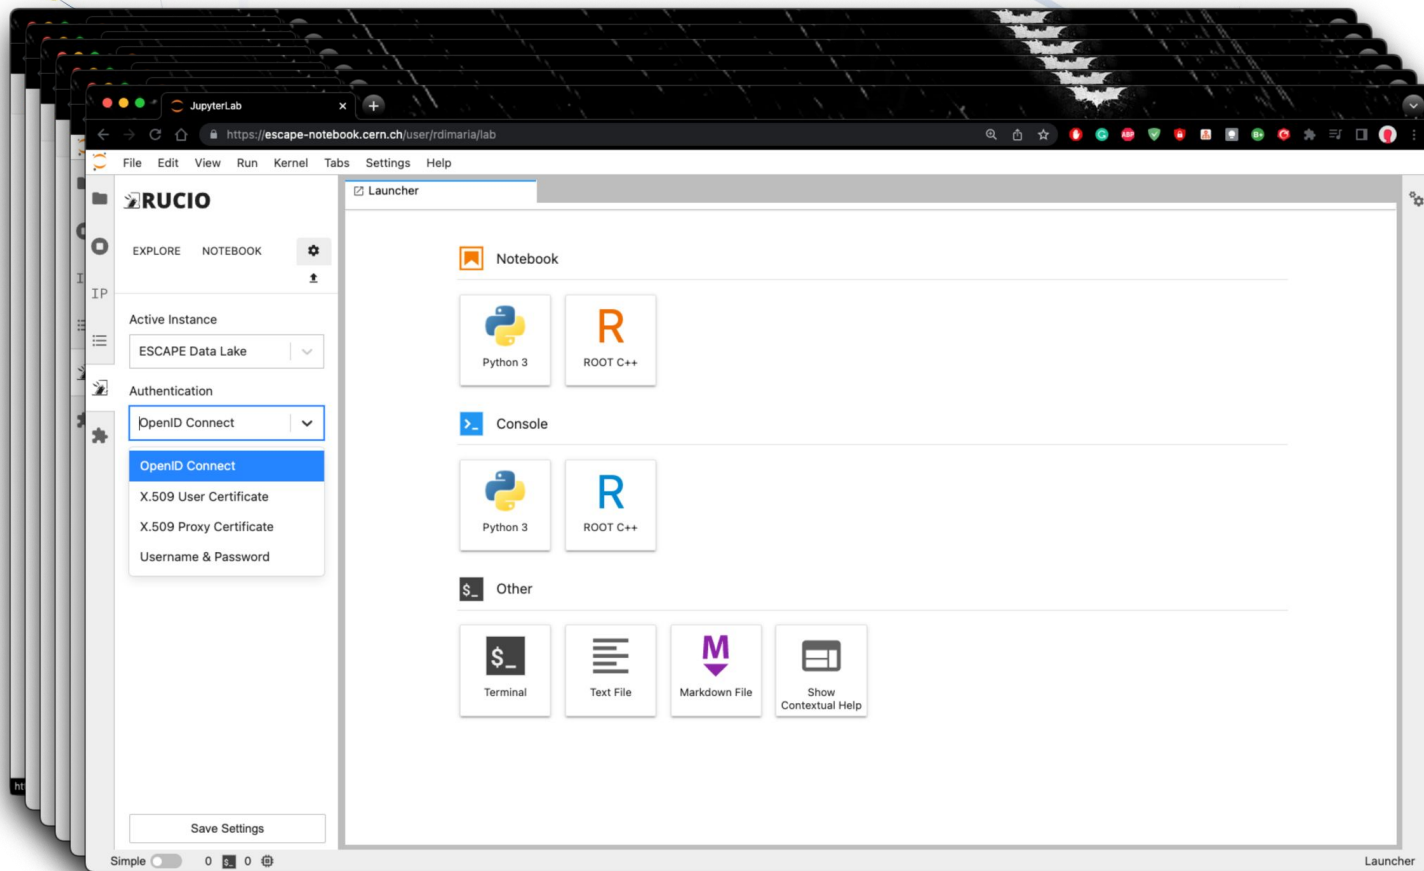 JupyterLab
https://escape-notebook.cern.ch/user/rdimaria/lab
File Edit View Run Kernel Tabs Settings Help
RUCIO
Launcher
EXPLORE NOTEBOOK
IP
Active Instance
ESCAPE Data Lake
Authentication
OpenID Connect
OpenID Connect
X.509 User Certificate
X.509 Proxy Certificate
Username & Password
Save Settings
Notebook
Python 3
R
ROOT C++
Console
Python 3
R
ROOT C++
$_ Other
$_
Terminal
Text File
M
Markdown File
Show
Contextual Help
Simple 0 $_ 0
Launcher